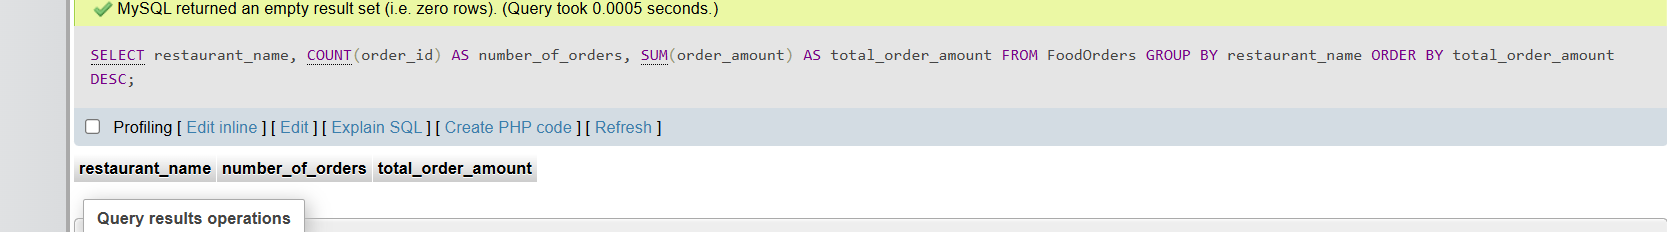 MySQL returned an empty result set (i.e. zero rows). (Query took 0.0005 seconds.)
SELECT restaurant_name, COUNT(order_id) AS number_of_orders, SUM(order_amount) AS total_order_amount FROM FoodOrders GROUP BY restaurant_name ORDER BY total_order_amount
DESC;
Profiling [ Edit inline ] [ Edit ] [ Explain SQL ] [ Create PHP code ] [ Refresh ]
restaurant_name number_of_orders total_order_amount
Query results operations